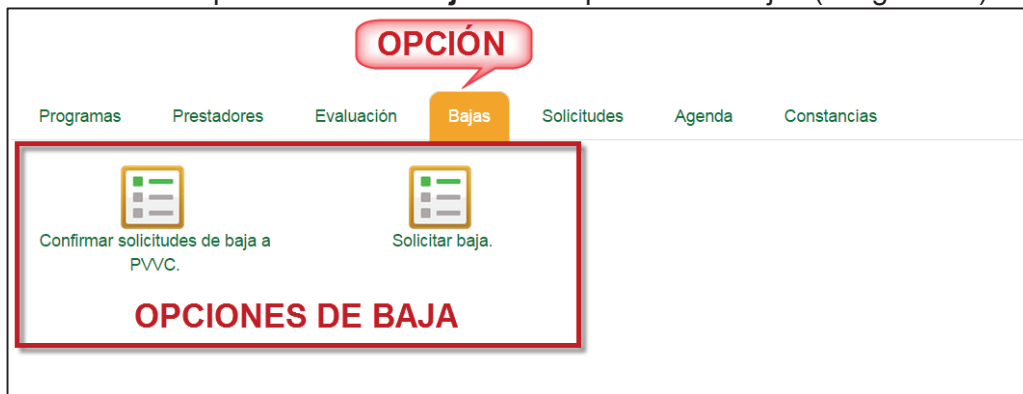 OPCIÓN
Programas Prestadores Evaluación Bajas Solicitudes Agenda Constancias
Confirmar solicitudes de baja a
PVVC.
Solicitar baja.
OPCIONES DE BAJA